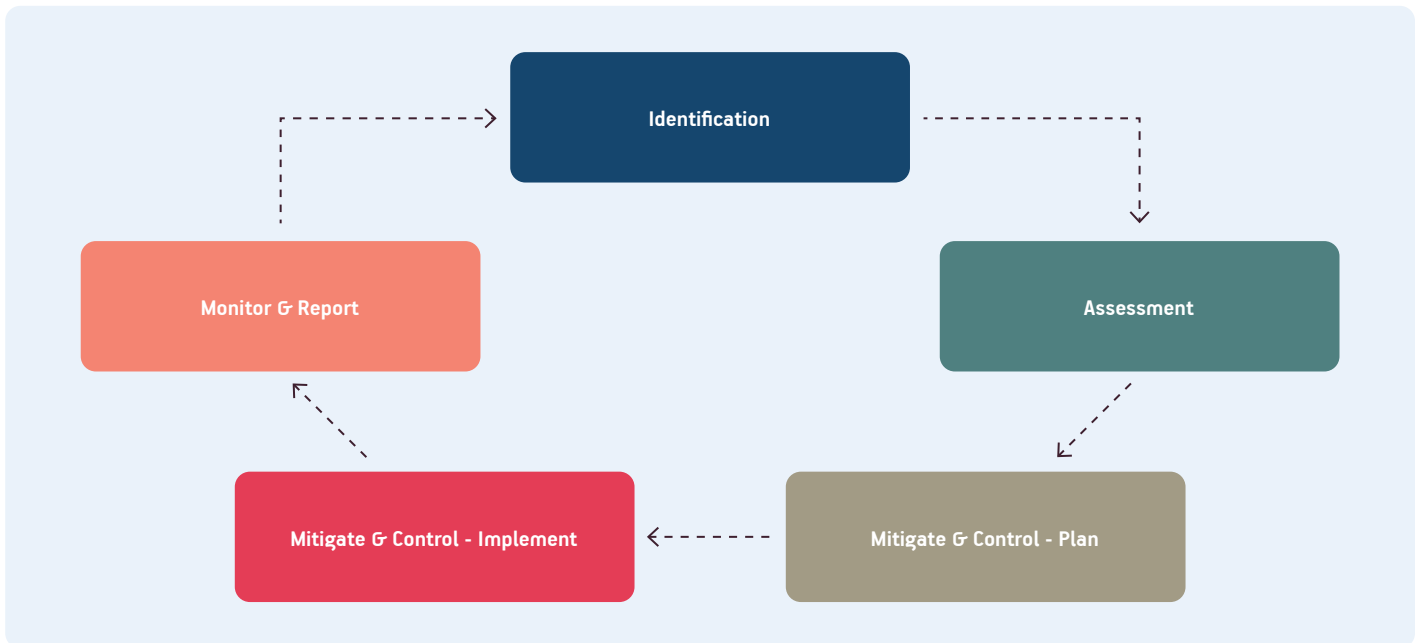 Identification
Monitor & Report
Assessment
Mitigate & Control - Implement
Mitigate & Control - Plan